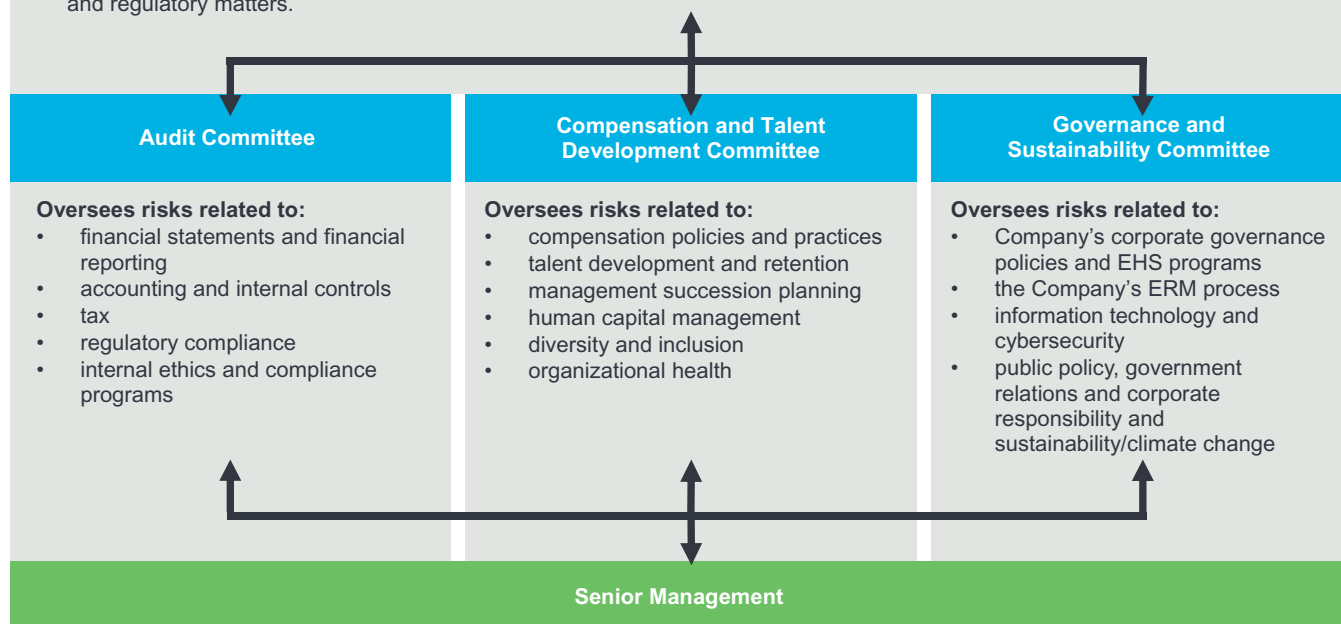 and regulatory matters.
Audit Committee
Compensation and Talent
Development Committee
Governance and
Sustainability Committee
Oversees risks related to:
• financial statements and financial
reporting
• accounting and internal controls
• tax
• regulatory compliance
• internal ethics and compliance
programs
Oversees risks related to:
• compensation policies and practices
• talent development and retention
• management succession planning
• human capital management
• diversity and inclusion
• organizational health
Oversees risks related to:
• Company’s corporate governance
policies and EHS programs
• the Company’s ERM process
• information technology and
cybersecurity
• public policy, government
relations and corporate
responsibility and
sustainability/climate change
Senior Management